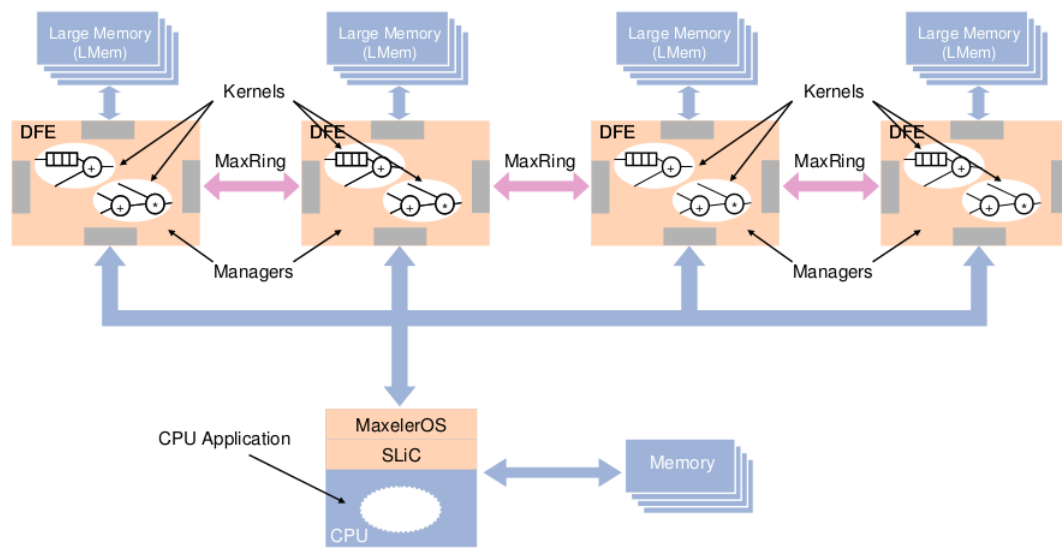 Large Memory
(LMem)
Large Memory
(LMem)
Large Memory
(LMem)
Large Memory
(LMem)
Kernels
Kernels
DFE
DFE
DFE
DFE
MaxRing
MaxRing
MaxRing
+
+
*
+
+
*
+
+
*
+
+
*
Managers
Managers
MaxelerOS
CPU Application
SLiC
Memory
CPU